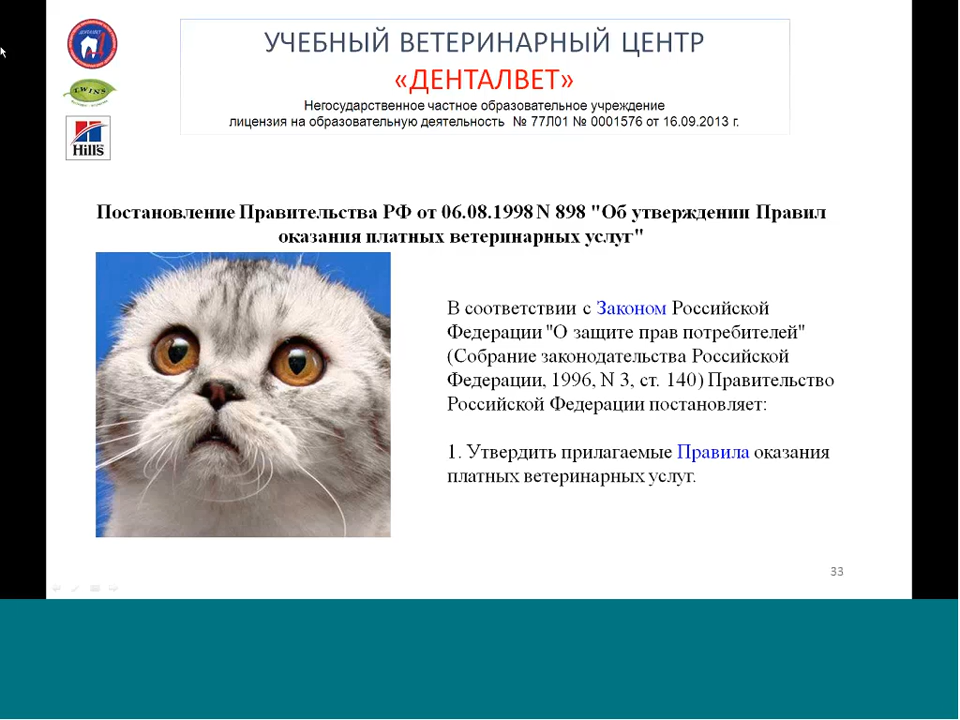 УЧЕБНЫЙ ВЕТЕРИНАРНЫЙ ЦЕНТР
«ДЕНТАЛВЕТ»
Негосударственное частное образовательное учреждение
лицензия на образовательную деятельность № 77Л01 № 0001576 от 16.09.2013 г.
TWINS
Hill's
Постановление Правительства РФ от 06.08.1998 N 898 "Об утверждении Правил
оказания платных ветеринарных услуг"
В соответствии с Законом Российской
Федерации "О защите прав потребителей"
(Собрание законодательства Российской
Федерации, 1996, N 3, ст. 140) Правительство
Российской Федерации постановляет:
1. Утвердить прилагаемые Правила оказания
платных ветеринарных услуг.
33